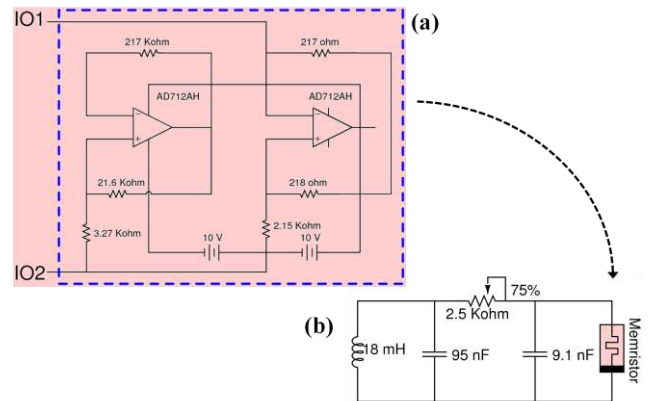 IO1
(a)
217 Kohm
217 ohm
AD712AH
AD712AH
21.6 Kohm
218 ohm
3.27 Kohm
2.15 Kohm
10 V
10 V
IO2
(b)
75%
2.5 Kohm
18 mH
95 nF
9.1 nF
Memristor